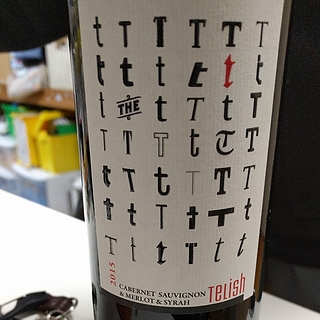 t T T T T T
t t t t t t
t THE t T t T
T T T t T T
t t t T T T
t t T t T t
T t t t t t
2015
CABERNET SAUVIGNON
& MERLOT & SYRAH
Telish